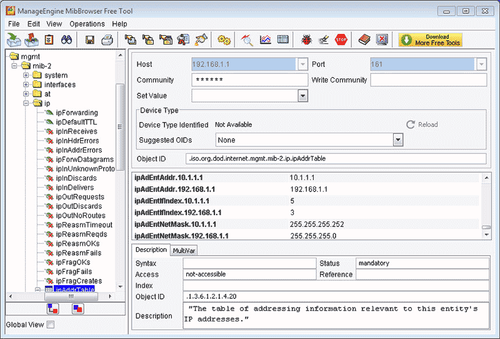 ManageEngine MibBrowser Free Tool
File Edit View Operations Help
Download
More Free Tools
mgmt
mib-2
system
interfaces
at
ip
ipForwarding
ipDefaultTTL
ipInReceives
ipInHdrErrors
ipInAddrErrors
ipForwDatagrams
ipInUnknownProto
ipInDiscards
ipInDelivers
ipOutRequests
ipOutDiscards
ipOutNoRoutes
ipReasmTimeout
ipReasmReqds
ipReasmOKs
ipReasmFails
ipFragOKs
ipFragFails
ipFragCreates
ipAddrTable
Global View
Host 192.168.1.1 Port 161
Community ****** Write Community
Set Value
Device Type
Device Type Identified Not Available Reload
Suggested OIDs None
Object ID .iso.org.dod.internet.mgmt.mib-2.ip.ipAddrTable
ipAdEntAddr.10.1.1.1 10.1.1.1
ipAdEntAddr.192.168.1.1 192.168.1.1
ipAdEntIfIndex.10.1.1.1 5
ipAdEntIfIndex.192.168.1.1 3
ipAdEntNetMask.10.1.1.1 255.255.255.252
ipAdEntNetMask.192.168.1.1 255.255.255.0
Description MultiVar
Syntax Status mandatory
Access not-accessible Reference
Index
Object ID .1.3.6.1.2.1.4.20
Description "The table of addressing information relevant to this entity's
IP addresses."